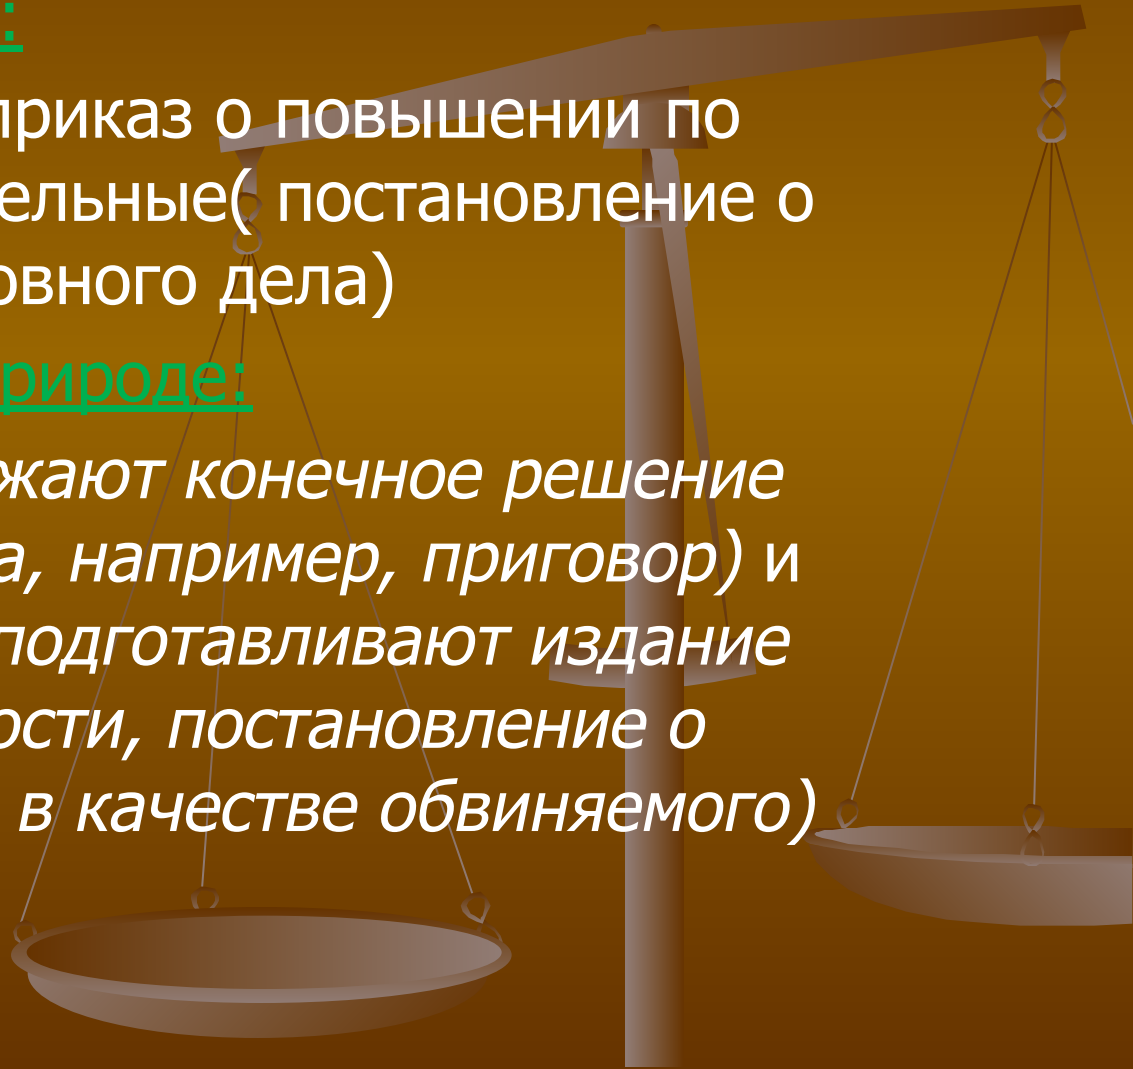 :
приказ о повышении по
ельные( постановление о
овного дела)
рироде:
жают конечное решение
а, например, приговор) и
подготавливают издание
ости, постановление о
в качестве обвиняемого)